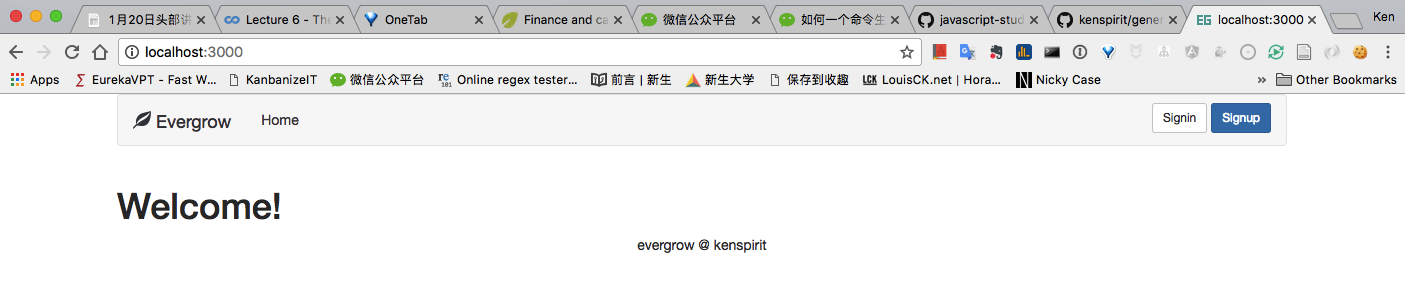 1月20日头部讲 Lecture 6 - The OneTab Finance and ca 微信公众平台 如何一个命令生 javascript-stud kenspirit/gener EG localhost:3000 Ken
localhost:3000
Apps EurekaVPT - Fast W... KanbanizeIT 微信公众平台 Online regex tester... 前言 | 新生 新生大学 保存到收趣 LCK LouisCK.net | Hora... Nicky Case » Other Bookmarks
Evergrow Home Signin Signup
Welcome!
evergrow @ kenspirit